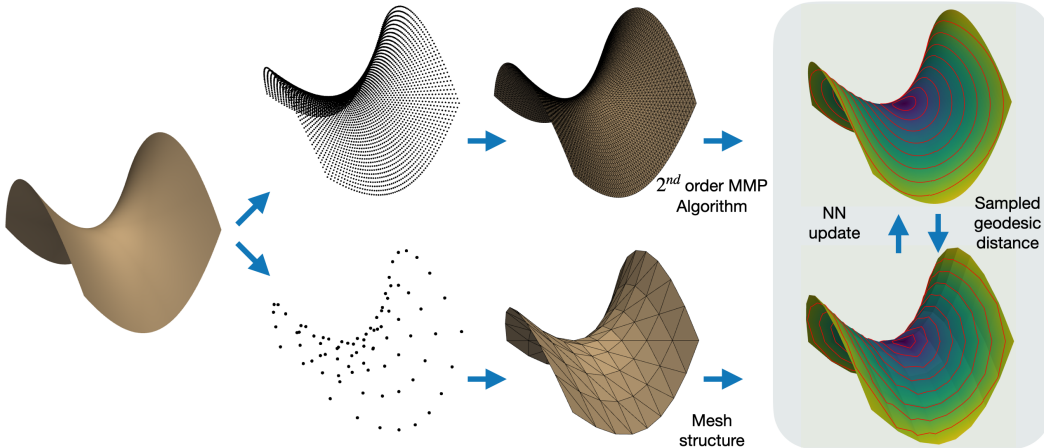 2nd order MMP
Algorithm
NN
update
Sampled
geodesic
distance
Mesh
structure